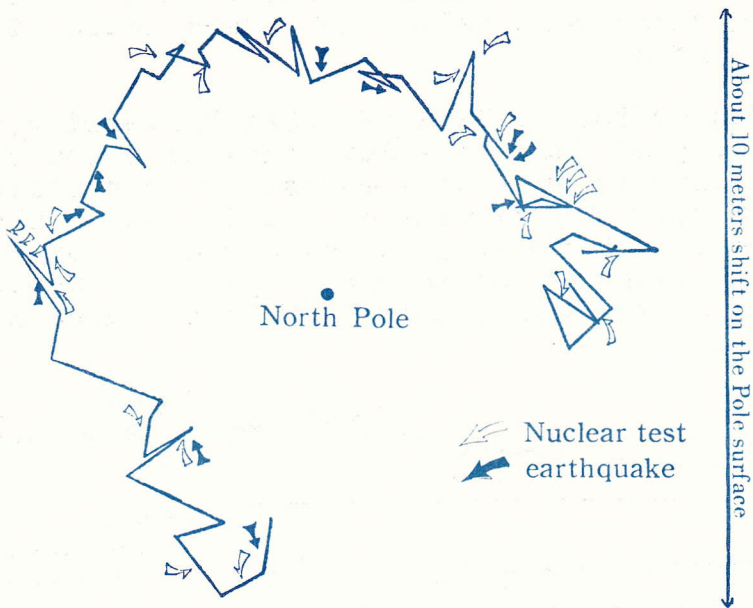 North Pole
Nuclear test
earthquake
About 10 meters shift on the Pole surface